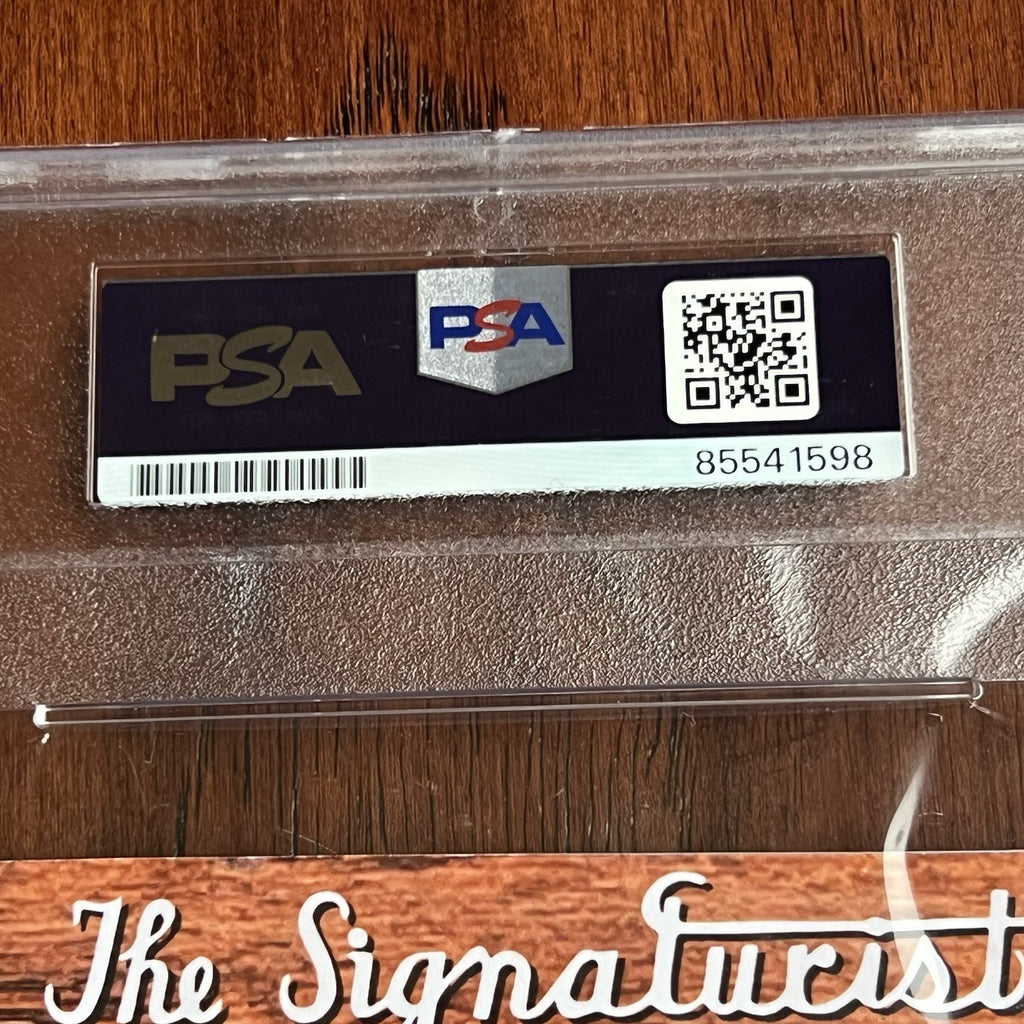 PSA
PSA
85541598
The Signaturist